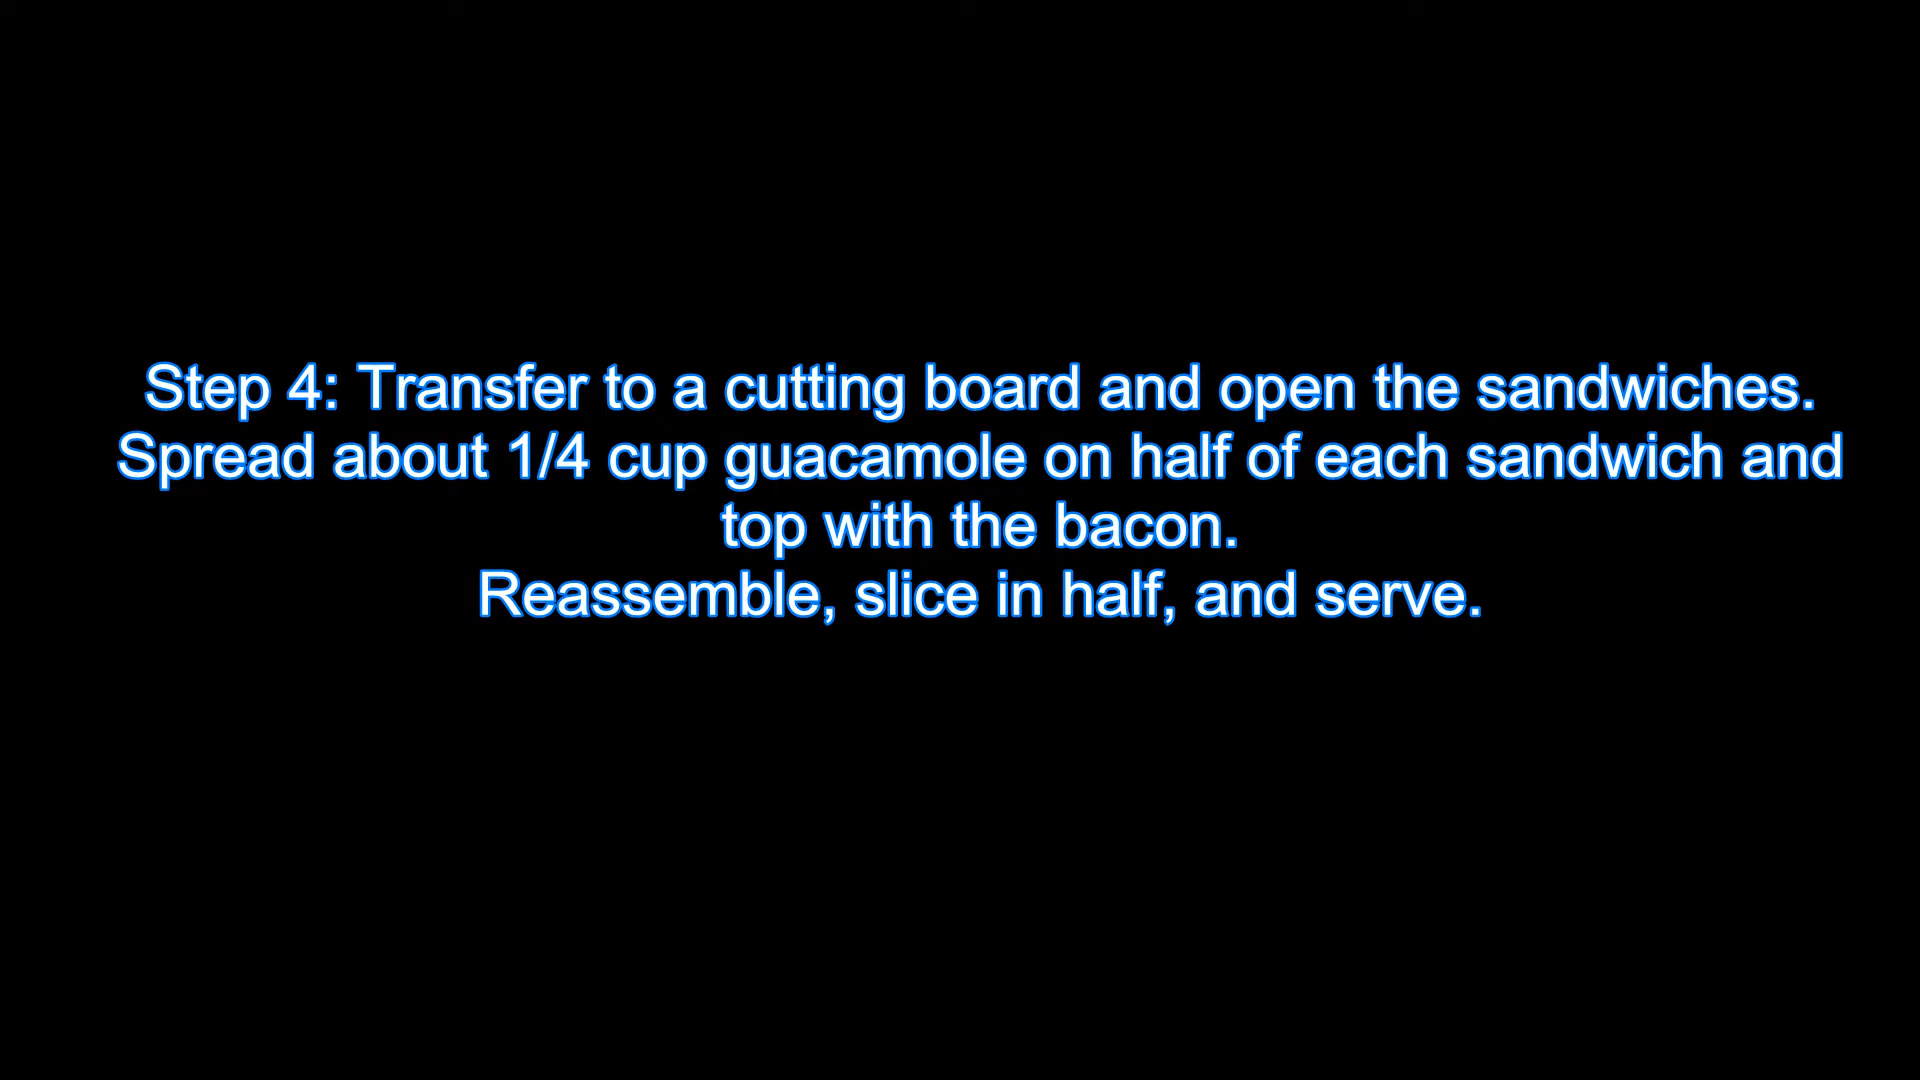 Step 4: Transfer to a cutting board and open the sandwiches.
Spread about 1/4 cup guacamole on half of each sandwich and
top with the bacon.
Reassemble, slice in half, and serve.